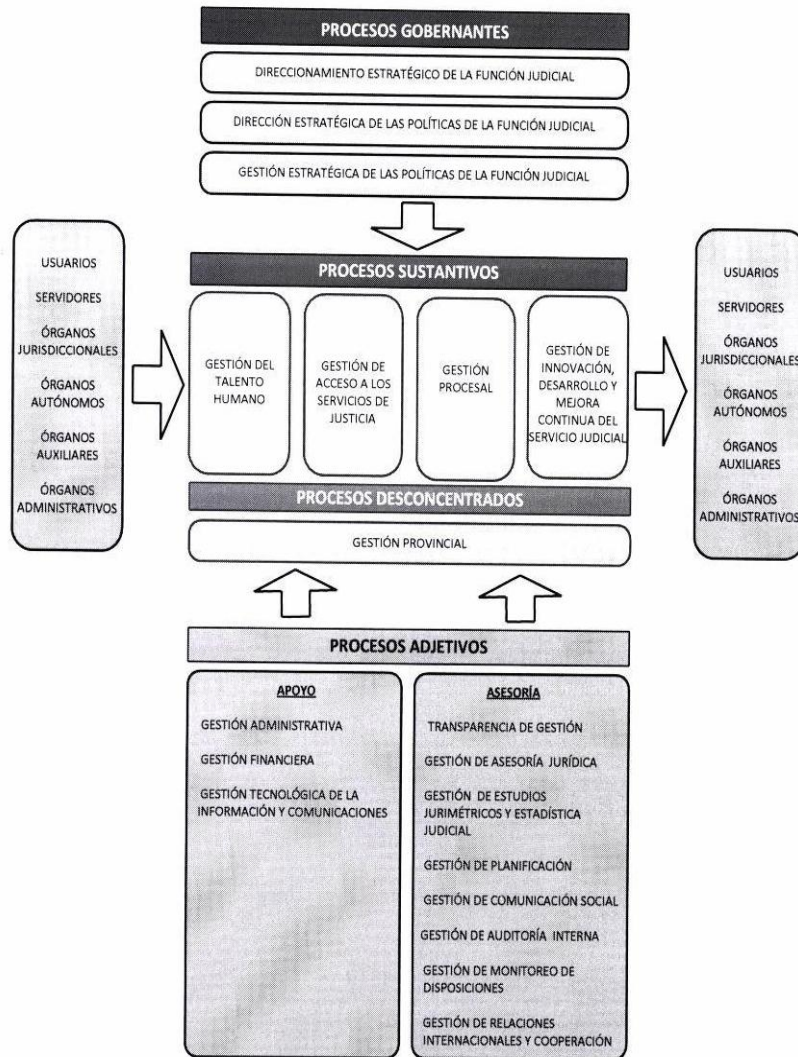 PROCESOS GOBERNANTES
DIRECCIONAMIENTO ESTRATÉGICO DE LA FUNCIÓN JUDICIAL
DIRECCIÓN ESTRATÉGICA DE LAS POLÍTICAS DE LA FUNCIÓN JUDICIAL
GESTIÓN ESTRATÉGICA DE LAS POLÍTICAS DE LA FUNCIÓN JUDICIAL
USUARIOS
SERVIDORES
ÓRGANOS
JURISDICCIONALES
ÓRGANOS
AUTÓNOMOS
ÓRGANOS
AUXILIARES
ÓRGANOS
ADMINISTRATIVOS
PROCESOS SUSTANTIVOS
GESTIÓN DEL
TALENTO
HUMANO
GESTIÓN DE
ACCESO A LOS
SERVICIOS DE
JUSTICIA
GESTIÓN
PROCESAL
GESTIÓN DE
INNOVACIÓN,
DESARROLLO Y
MEJORA
CONTINUA DEL
SERVICIO JUDICIAL
USUARIOS
SERVIDORES
ÓRGANOS
JURISDICCIONALES
ÓRGANOS
AUTÓNOMOS
ÓRGANOS
AUXILIARES
ÓRGANOS
ADMINISTRATIVOS
PROCESOS DESCONCENTRADOS
GESTIÓN PROVINCIAL
PROCESOS ADJETIVOS
APOYO
GESTIÓN ADMINISTRATIVA
GESTIÓN FINANCIERA
GESTIÓN TECNOLÓGICA DE LA
INFORMACIÓN Y COMUNICACIONES
ASESORÍA
TRANSPARENCIA DE GESTIÓN
GESTIÓN DE ASESORÍA JURÍDICA
GESTIÓN DE ESTUDIOS
JURIMÉTRICOS Y ESTADÍSTICA
JUDICIAL
GESTIÓN DE PLANIFICACIÓN
GESTIÓN DE COMUNICACIÓN SOCIAL
GESTIÓN DE AUDITORÍA INTERNA
GESTIÓN DE MONITOREO DE
DISPOSICIONES
GESTIÓN DE RELACIONES
INTERNACIONALES Y COOPERACIÓN